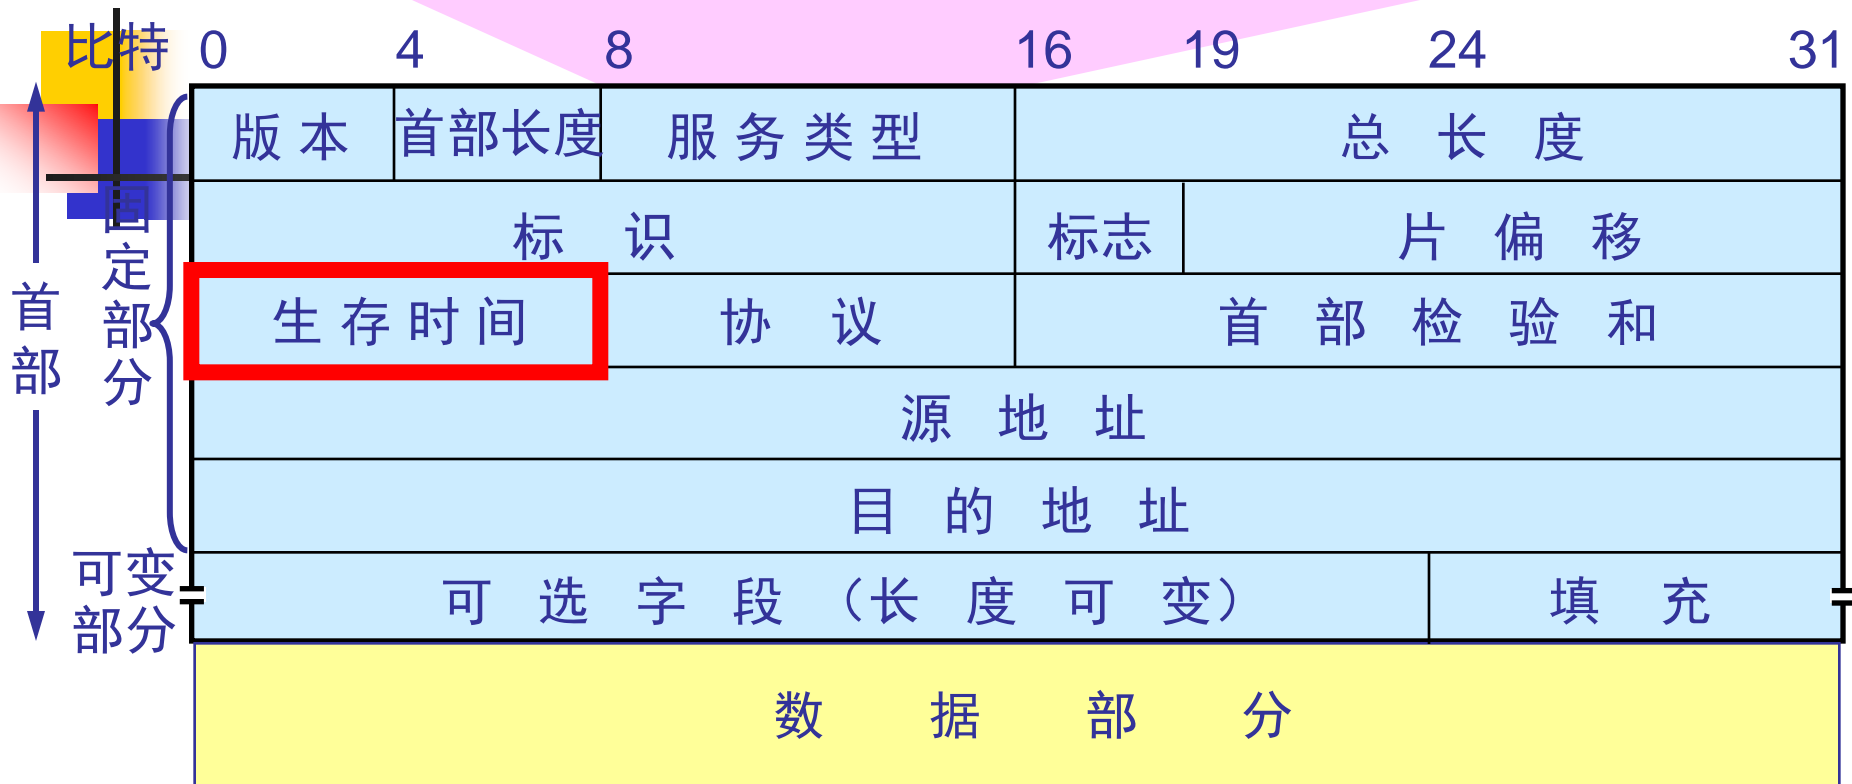 比特 0 4 8 16 19 24 31
版本 首部长度 服务类型 总长度
标识 标志 片偏移
生存时间 协议 首部检验和
源地址
目的地址
可选字段（长度可变） 填充
数据部分
首部
固定部分
可变
部分